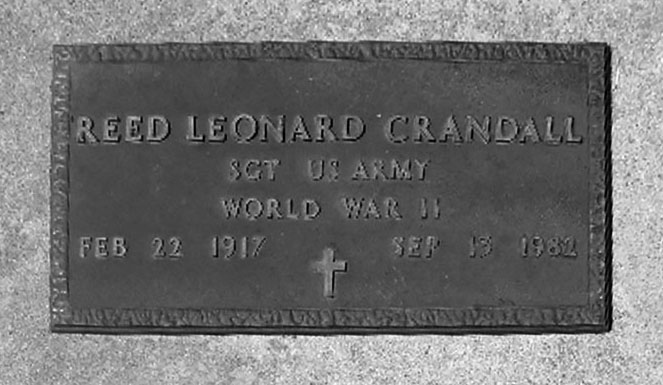 REED LEONARD CRANDALL
SGT US ARMY
WORLD WAR II
FEB 22 1917 SEP 13 1982